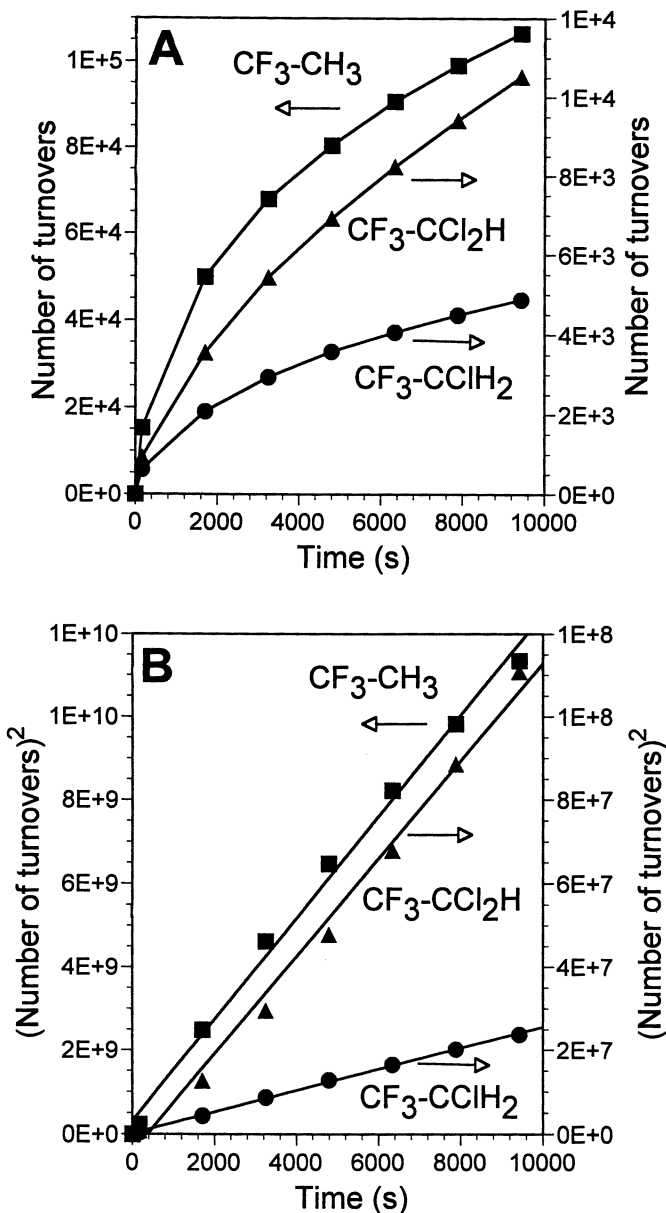 A
CF3-CH3
CF3-CCl2H
CF3-CClH2
Number of turnovers
1E+5
8E+4
6E+4
4E+4
2E+4
0E+0
Number of turnovers
1E+4
1E+4
8E+3
6E+3
4E+3
2E+3
0E+0
0 2000 4000 6000 8000 10000
Time (s)
B
CF3-CH3
CF3-CCl2H
CF3-CClH2
(Number of turnovers)2
1E+10
1E+10
8E+9
6E+9
4E+9
2E+9
0E+0
(Number of turnovers)2
1E+8
1E+8
8E+7
6E+7
4E+7
2E+7
0E+0
0 2000 4000 6000 8000 10000
Time (s)